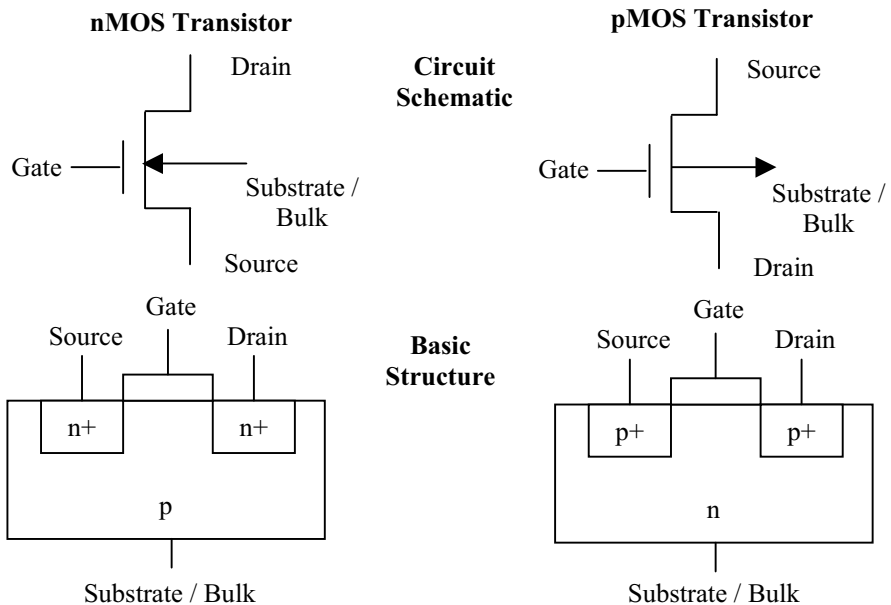 nMOS Transistor
pMOS Transistor
Drain
Circuit
Schematic
Source
Gate
Substrate /
Bulk
Source
Gate
Substrate /
Bulk
Drain
Gate
Source
Drain
n+
n+
p
Substrate / Bulk
Basic
Structure
Gate
Source
Drain
p+
p+
n
Substrate / Bulk